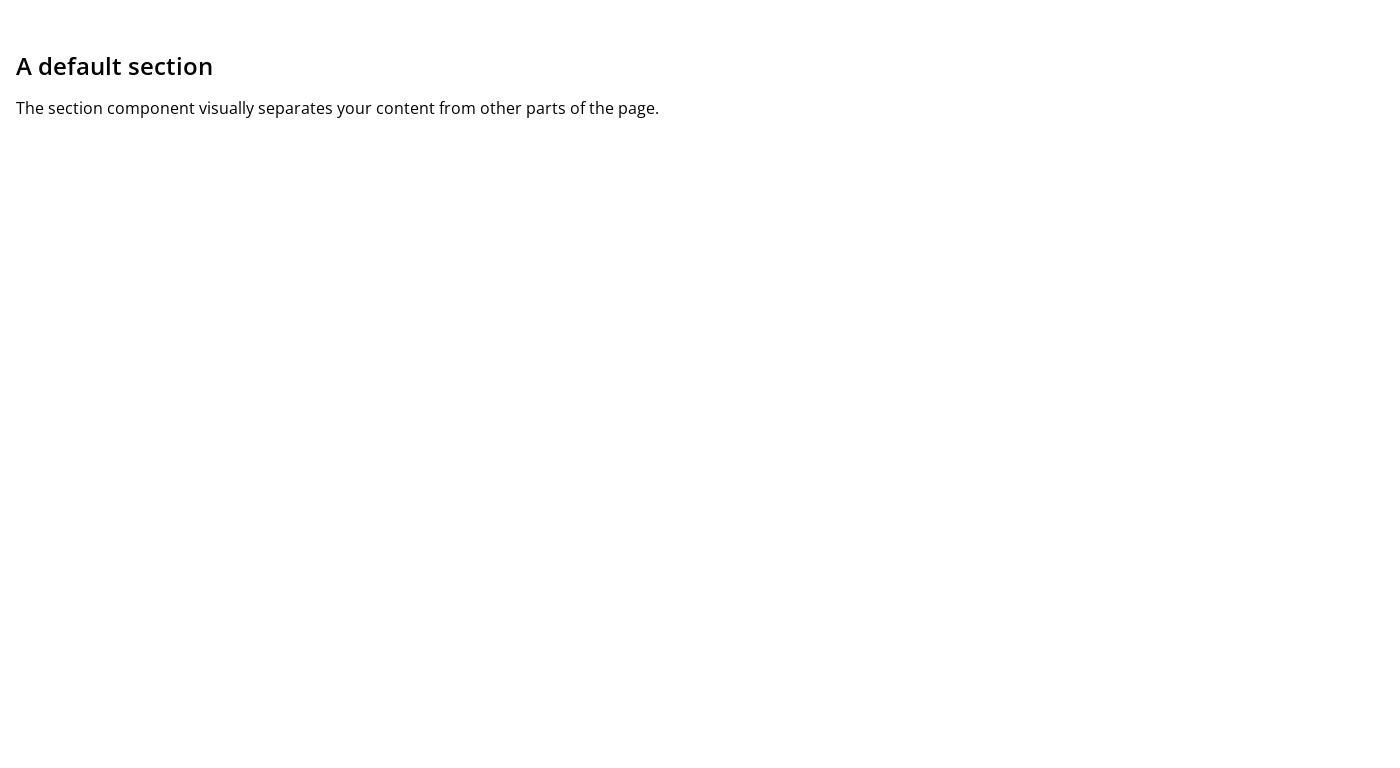 A default section
The section component visually separates your content from other parts of the page.